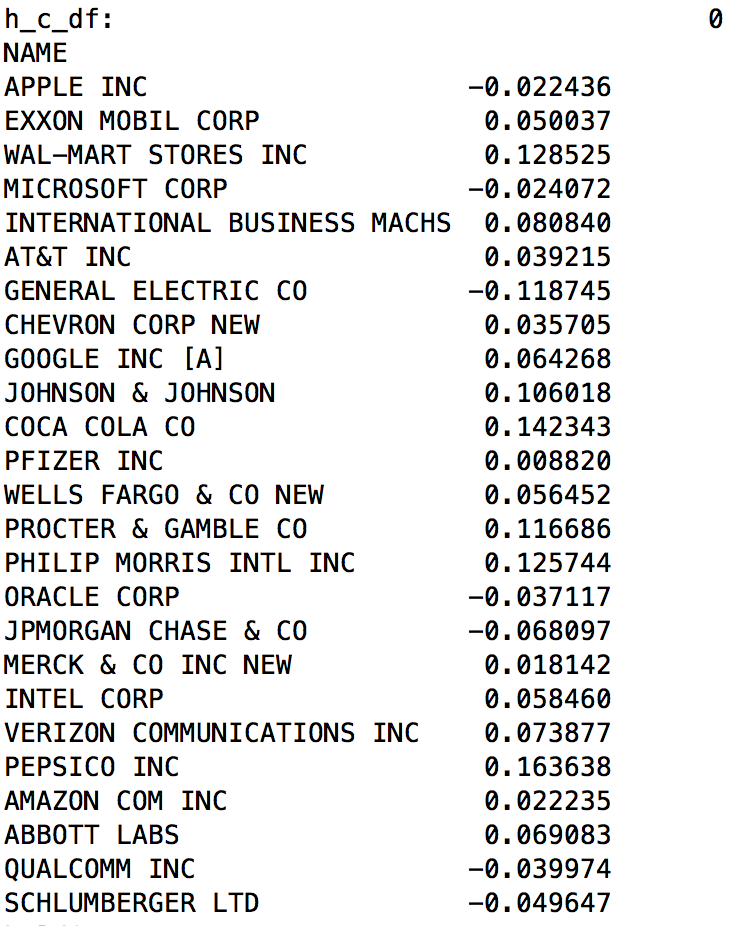 h_c_df: 0
NAME
APPLE INC -0.022436
EXXON MOBIL CORP 0.050037
WAL-MART STORES INC 0.128525
MICROSOFT CORP -0.024072
INTERNATIONAL BUSINESS MACHS 0.080840
AT&T INC 0.039215
GENERAL ELECTRIC CO -0.118745
CHEVRON CORP NEW 0.035705
GOOGLE INC [A] 0.064268
JOHNSON & JOHNSON 0.106018
COCA COLA CO 0.142343
PFIZER INC 0.008820
WELLS FARGO & CO NEW 0.056452
PROCTER & GAMBLE CO 0.116686
PHILIP MORRIS INTL INC 0.125744
ORACLE CORP -0.037117
JPMORGAN CHASE & CO -0.068097
MERCK & CO INC NEW 0.018142
INTEL CORP 0.058460
VERIZON COMMUNICATIONS INC 0.073877
PEPSICO INC 0.163638
AMAZON COM INC 0.022235
ABBOTT LABS 0.069083
QUALCOMM INC -0.039974
SCHLUMBERGER LTD -0.049647